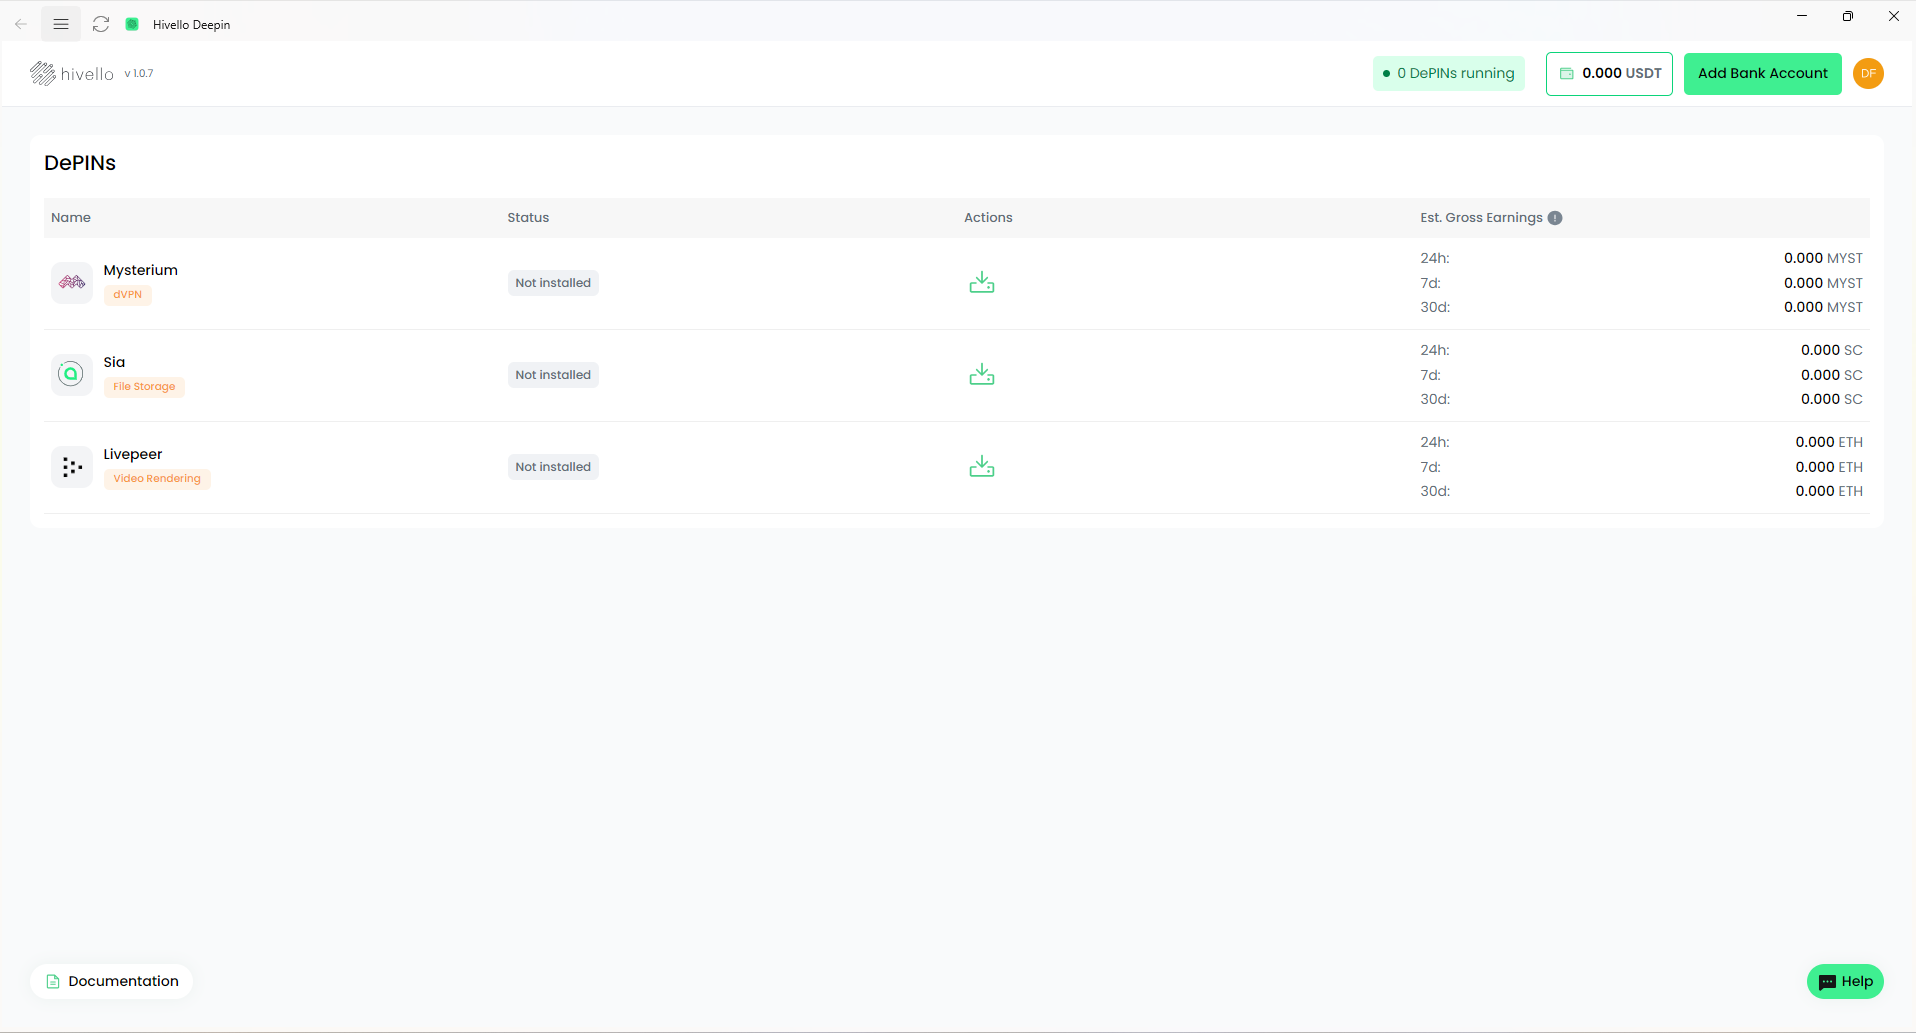 Hivello Deepin
hivello v 1.0.7
0 DePINs running
0.000 USDT
Add Bank Account
DF
DePINs
Name Status Actions Est. Gross Earnings !
Mysterium
dVPN
Not installed
24h: 0.000 MYST
7d: 0.000 MYST
30d: 0.000 MYST
Sia
File Storage
Not installed
24h: 0.000 SC
7d: 0.000 SC
30d: 0.000 SC
Livepeer
Video Rendering
Not installed
24h: 0.000 ETH
7d: 0.000 ETH
30d: 0.000 ETH
Documentation
Help